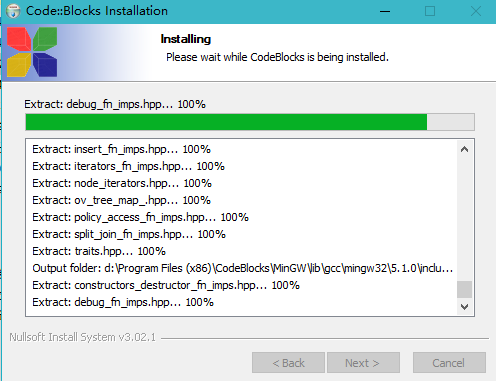 Code::Blocks Installation
Installing
Please wait while CodeBlocks is being installed.
Extract: debug_fn_imps.hpp... 100%
Extract: insert_fn_imps.hpp... 100%
Extract: iterators_fn_imps.hpp... 100%
Extract: node_iterators.hpp... 100%
Extract: ov_tree_map_.hpp... 100%
Extract: policy_access_fn_imps.hpp... 100%
Extract: split_join_fn_imps.hpp... 100%
Extract: traits.hpp... 100%
Output folder: d:\Program Files (x86)\CodeBlocks\MinGW\lib\gcc\mingw32\5.1.0\inclu...
Extract: constructors_destructor_fn_imps.hpp... 100%
Extract: debug_fn_imps.hpp... 100%
Nullsoft Install System v3.02.1
< Back Next > Cancel